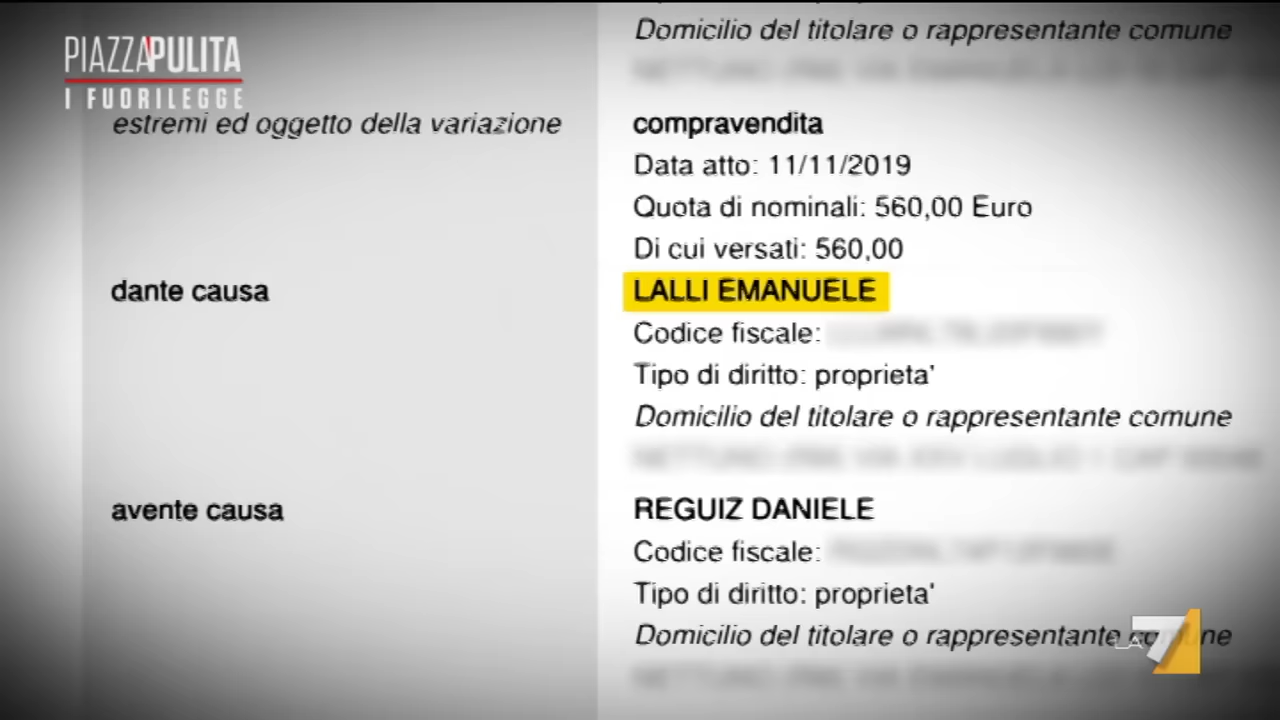 PIAZZAPULITA
I FUORILEGGE
Domicilio del titolare o rappresentante comune
estremi ed oggetto della variazione
compravendita
Data atto: 11/11/2019
Quota di nominali: 560,00 Euro
Di cui versati: 560,00
dante causa
LALLI EMANUELE
Codice fiscale:
Tipo di diritto: proprieta'
Domicilio del titolare o rappresentante comune
avente causa
REGUIZ DANIELE
Codice fiscale:
Tipo di diritto: proprieta'
Domicilio del titolare o rappresentante comune
LA7